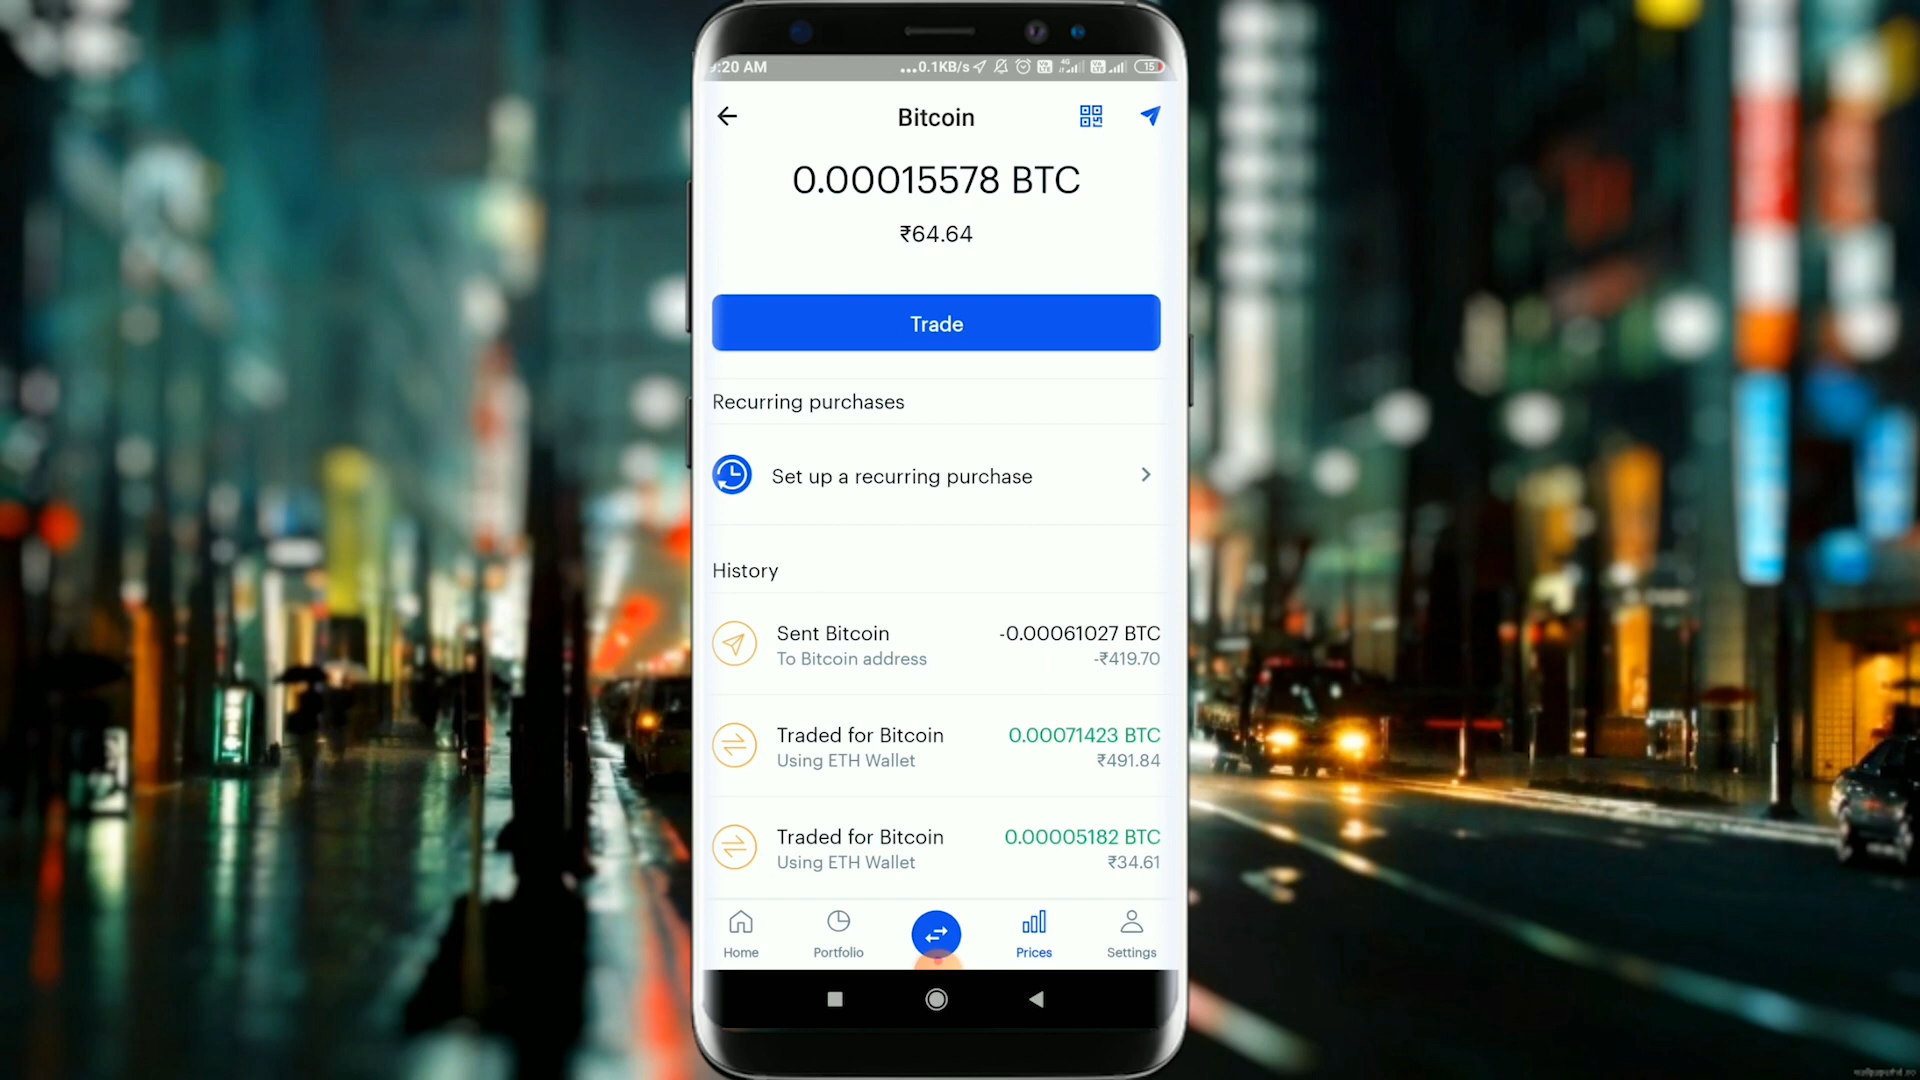 :20 AM
...0.1KB/s 4G 15
Bitcoin
0.00015578 BTC
₹64.64
Trade
Recurring purchases
Set up a recurring purchase
History
Sent Bitcoin -0.00061027 BTC
To Bitcoin address -₹419.70
Traded for Bitcoin 0.00071423 BTC
Using ETH Wallet ₹491.84
Traded for Bitcoin 0.00005182 BTC
Using ETH Wallet ₹34.61
Home Portfolio Prices Settings